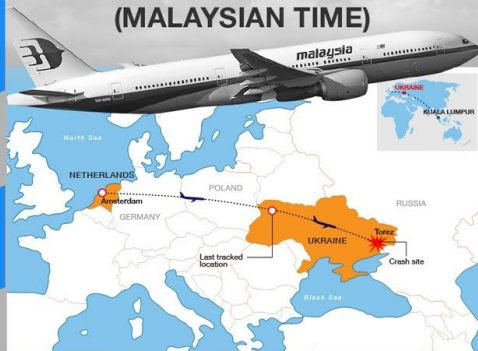 (MALAYSIAN TIME)
malaysia
UKRAINE
KUALA LUMPUR
North Sea
NETHERLANDS
Amsterdam
POLAND
RUSSIA
GERMANY
UKRAINE
Torez
Last tracked
location
Crash site
Black Sea